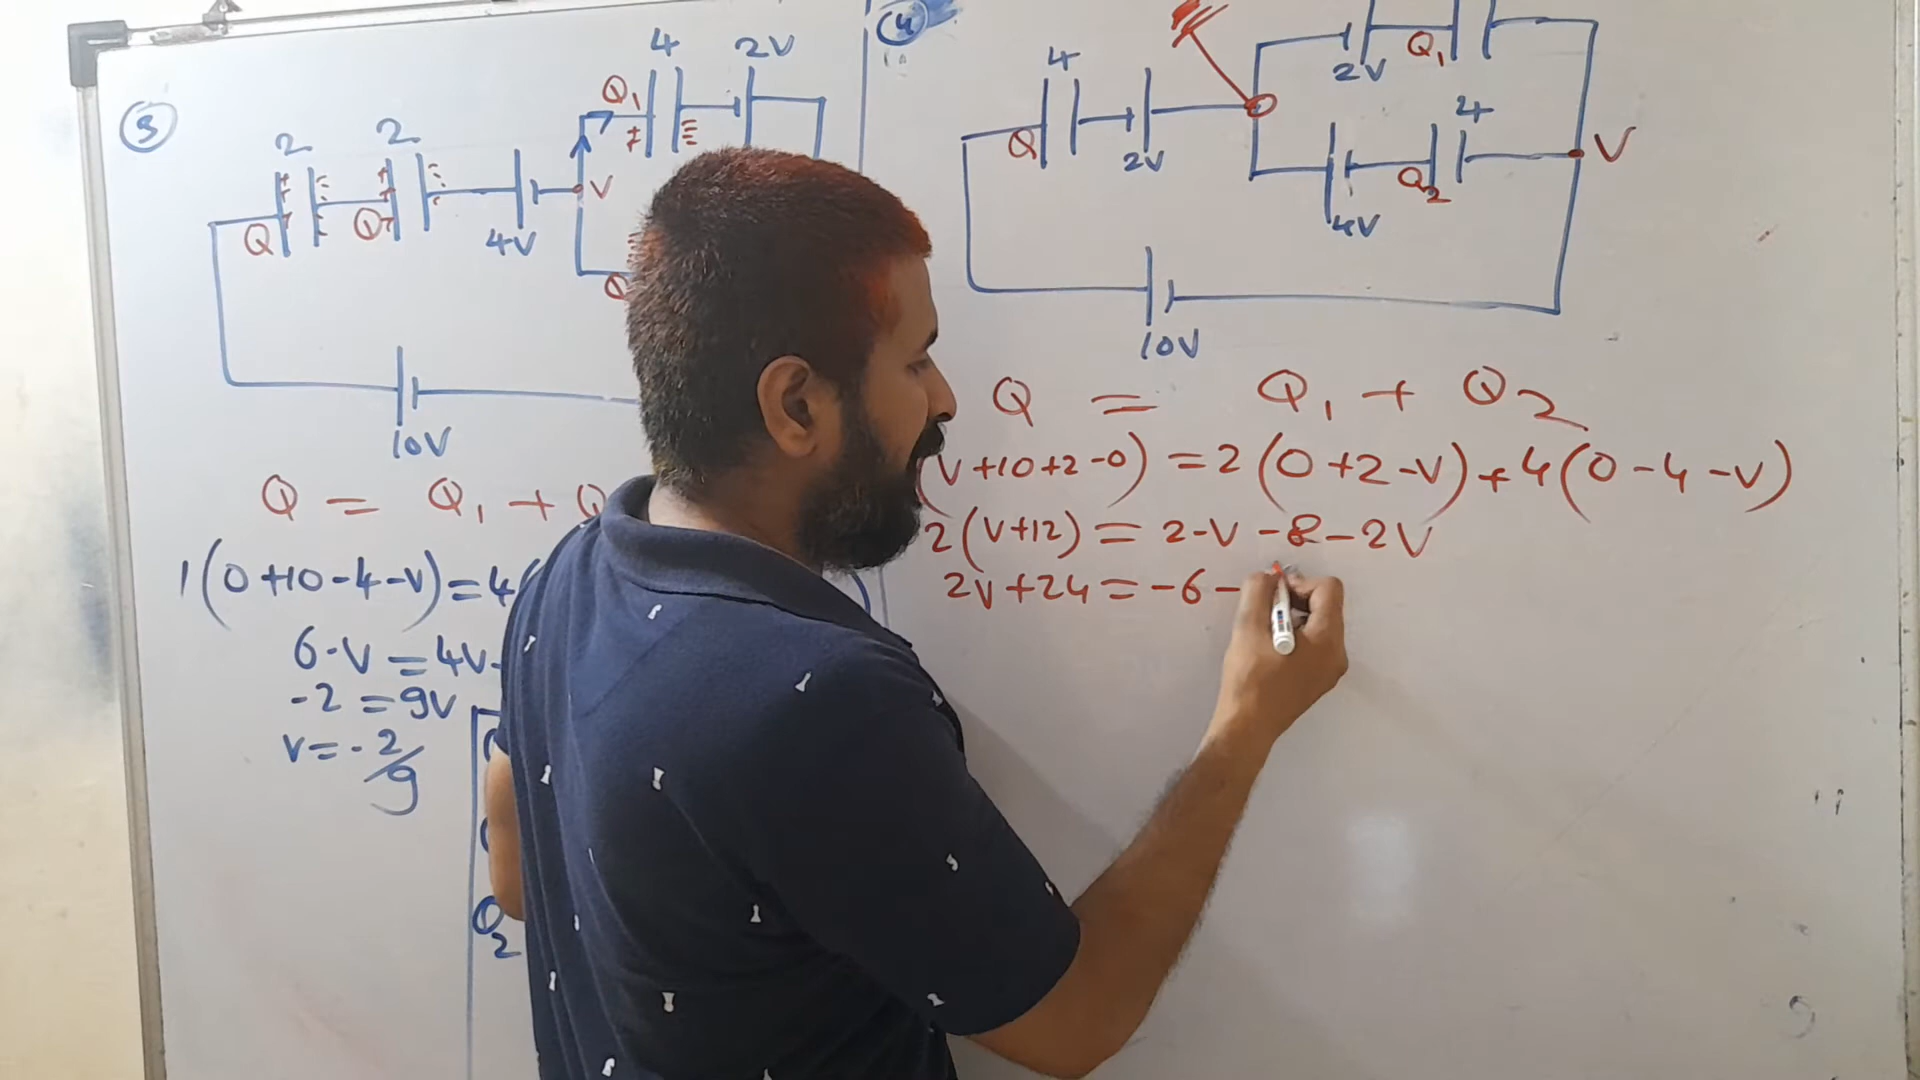 3
2 2 4 2V
Q Q 4V V Q1
10V
Q = Q1 +
1(0+10-4-V)=4(
6-V=4V-
-2=9V
V=-2/9
Q2
4
4 2V 2V Q1
Q 4V Q2 4 V
10V
Q = Q1 + Q2
(V+10+2-0)=2(0+2-V)+4(0-4-V)
2(V+12)=2-V-8-2V
2V+24=-6-